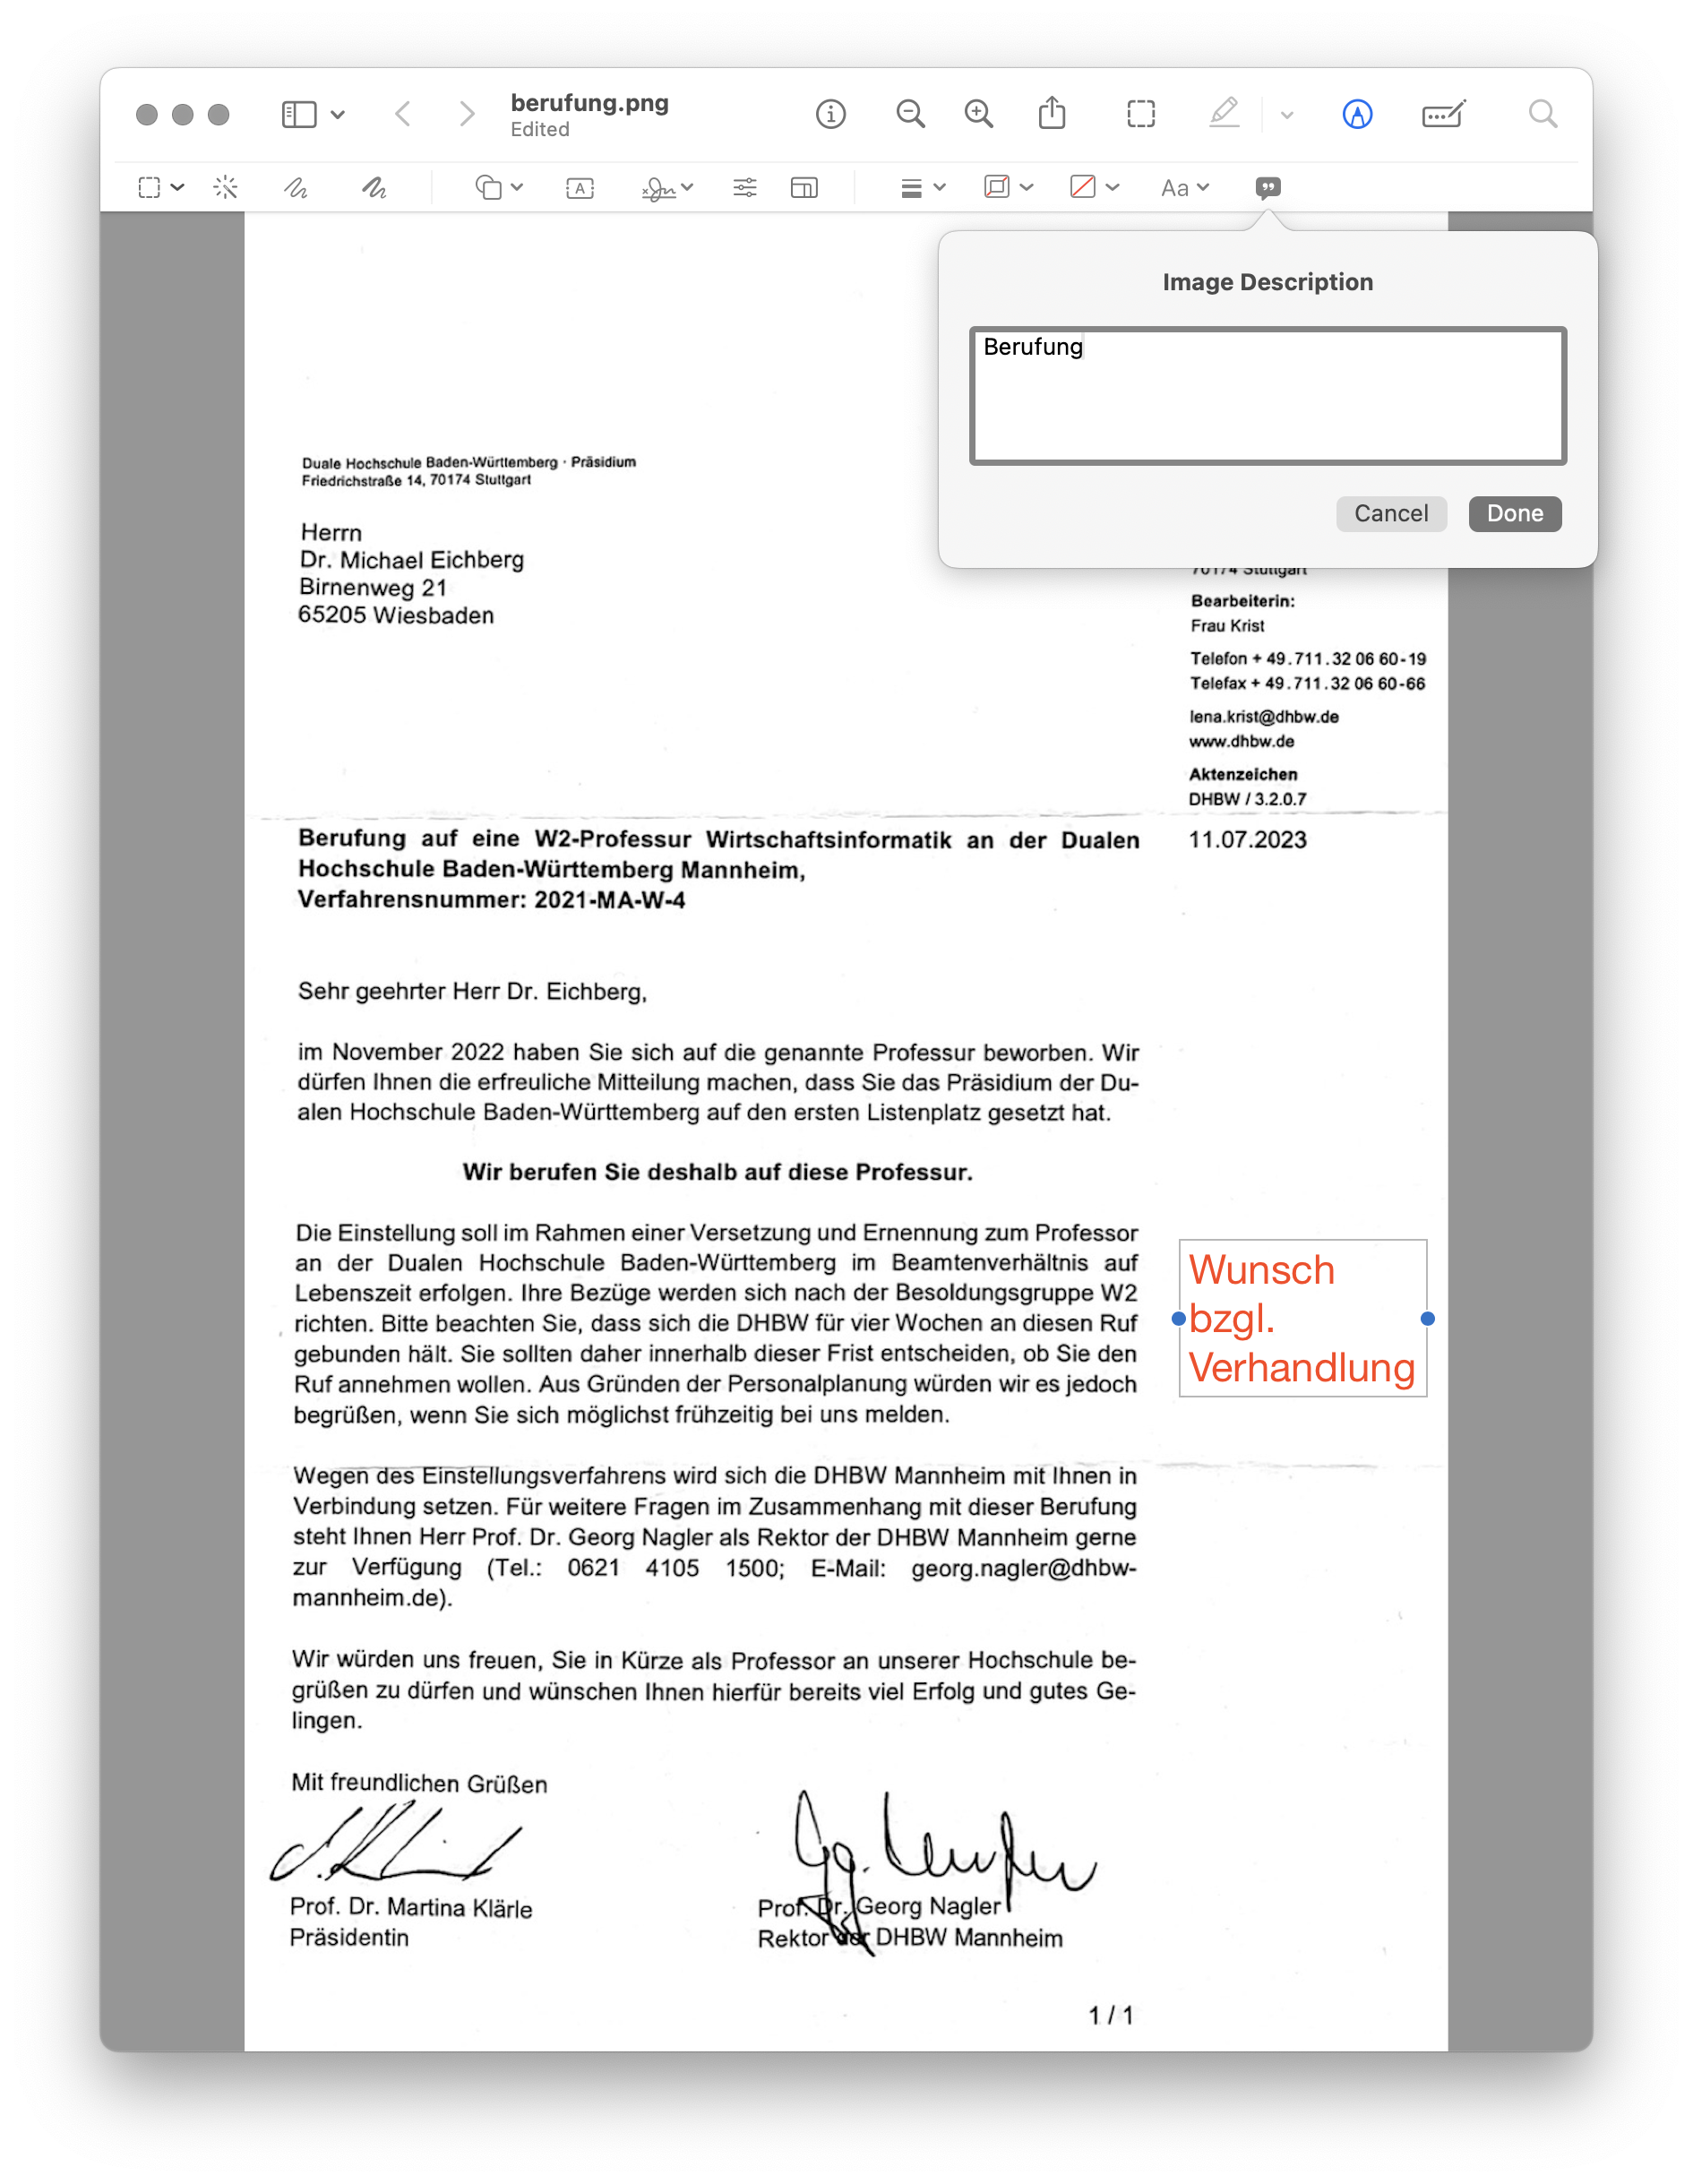 berufung.png
Edited
A
Aa
Image Description
Berufung
Cancel
Done
Duale Hochschule Baden-Württemberg · Präsidium
Friedrichstraße 14, 70174 Stuttgart
Herrn
Dr. Michael Eichberg
Birnenweg 21
65205 Wiesbaden
70174 Stuttgart
Bearbeiterin:
Frau Krist
Telefon + 49.711.32 06 60-19
Telefax + 49.711.32 06 60-66
lena.krist@dhbw.de
www.dhbw.de
Aktenzeichen
DHBW / 3.2.0.7
11.07.2023
Berufung auf eine W2-Professur Wirtschaftsinformatik an der Dualen
Hochschule Baden-Württemberg Mannheim,
Verfahrensnummer: 2021-MA-W-4
Sehr geehrter Herr Dr. Eichberg,
im November 2022 haben Sie sich auf die genannte Professur beworben. Wir
dürfen Ihnen die erfreuliche Mitteilung machen, dass Sie das Präsidium der Du-
alen Hochschule Baden-Württemberg auf den ersten Listenplatz gesetzt hat.
Wir berufen Sie deshalb auf diese Professur.
Die Einstellung soll im Rahmen einer Versetzung und Ernennung zum Professor
an der Dualen Hochschule Baden-Württemberg im Beamtenverhältnis auf
Lebenszeit erfolgen. Ihre Bezüge werden sich nach der Besoldungsgruppe W2
richten. Bitte beachten Sie, dass sich die DHBW für vier Wochen an diesen Ruf
gebunden hält. Sie sollten daher innerhalb dieser Frist entscheiden, ob Sie den
Ruf annehmen wollen. Aus Gründen der Personalplanung würden wir es jedoch
begrüßen, wenn Sie sich möglichst frühzeitig bei uns melden.
Wunsch
bzgl.
Verhandlung
Wegen des Einstellungsverfahrens wird sich die DHBW Mannheim mit Ihnen in
Verbindung setzen. Für weitere Fragen im Zusammenhang mit dieser Berufung
steht Ihnen Herr Prof. Dr. Georg Nagler als Rektor der DHBW Mannheim gerne
zur Verfügung (Tel.: 0621 4105 1500; E-Mail: georg.nagler@dhbw-
mannheim.de).
Wir würden uns freuen, Sie in Kürze als Professor an unserer Hochschule be-
grüßen zu dürfen und wünschen Ihnen hierfür bereits viel Erfolg und gutes Ge-
lingen.
Mit freundlichen Grüßen
Prof. Dr. Martina Klärle
Präsidentin
Prof. Dr. Georg Nagler
Rektor der DHBW Mannheim
1 / 1